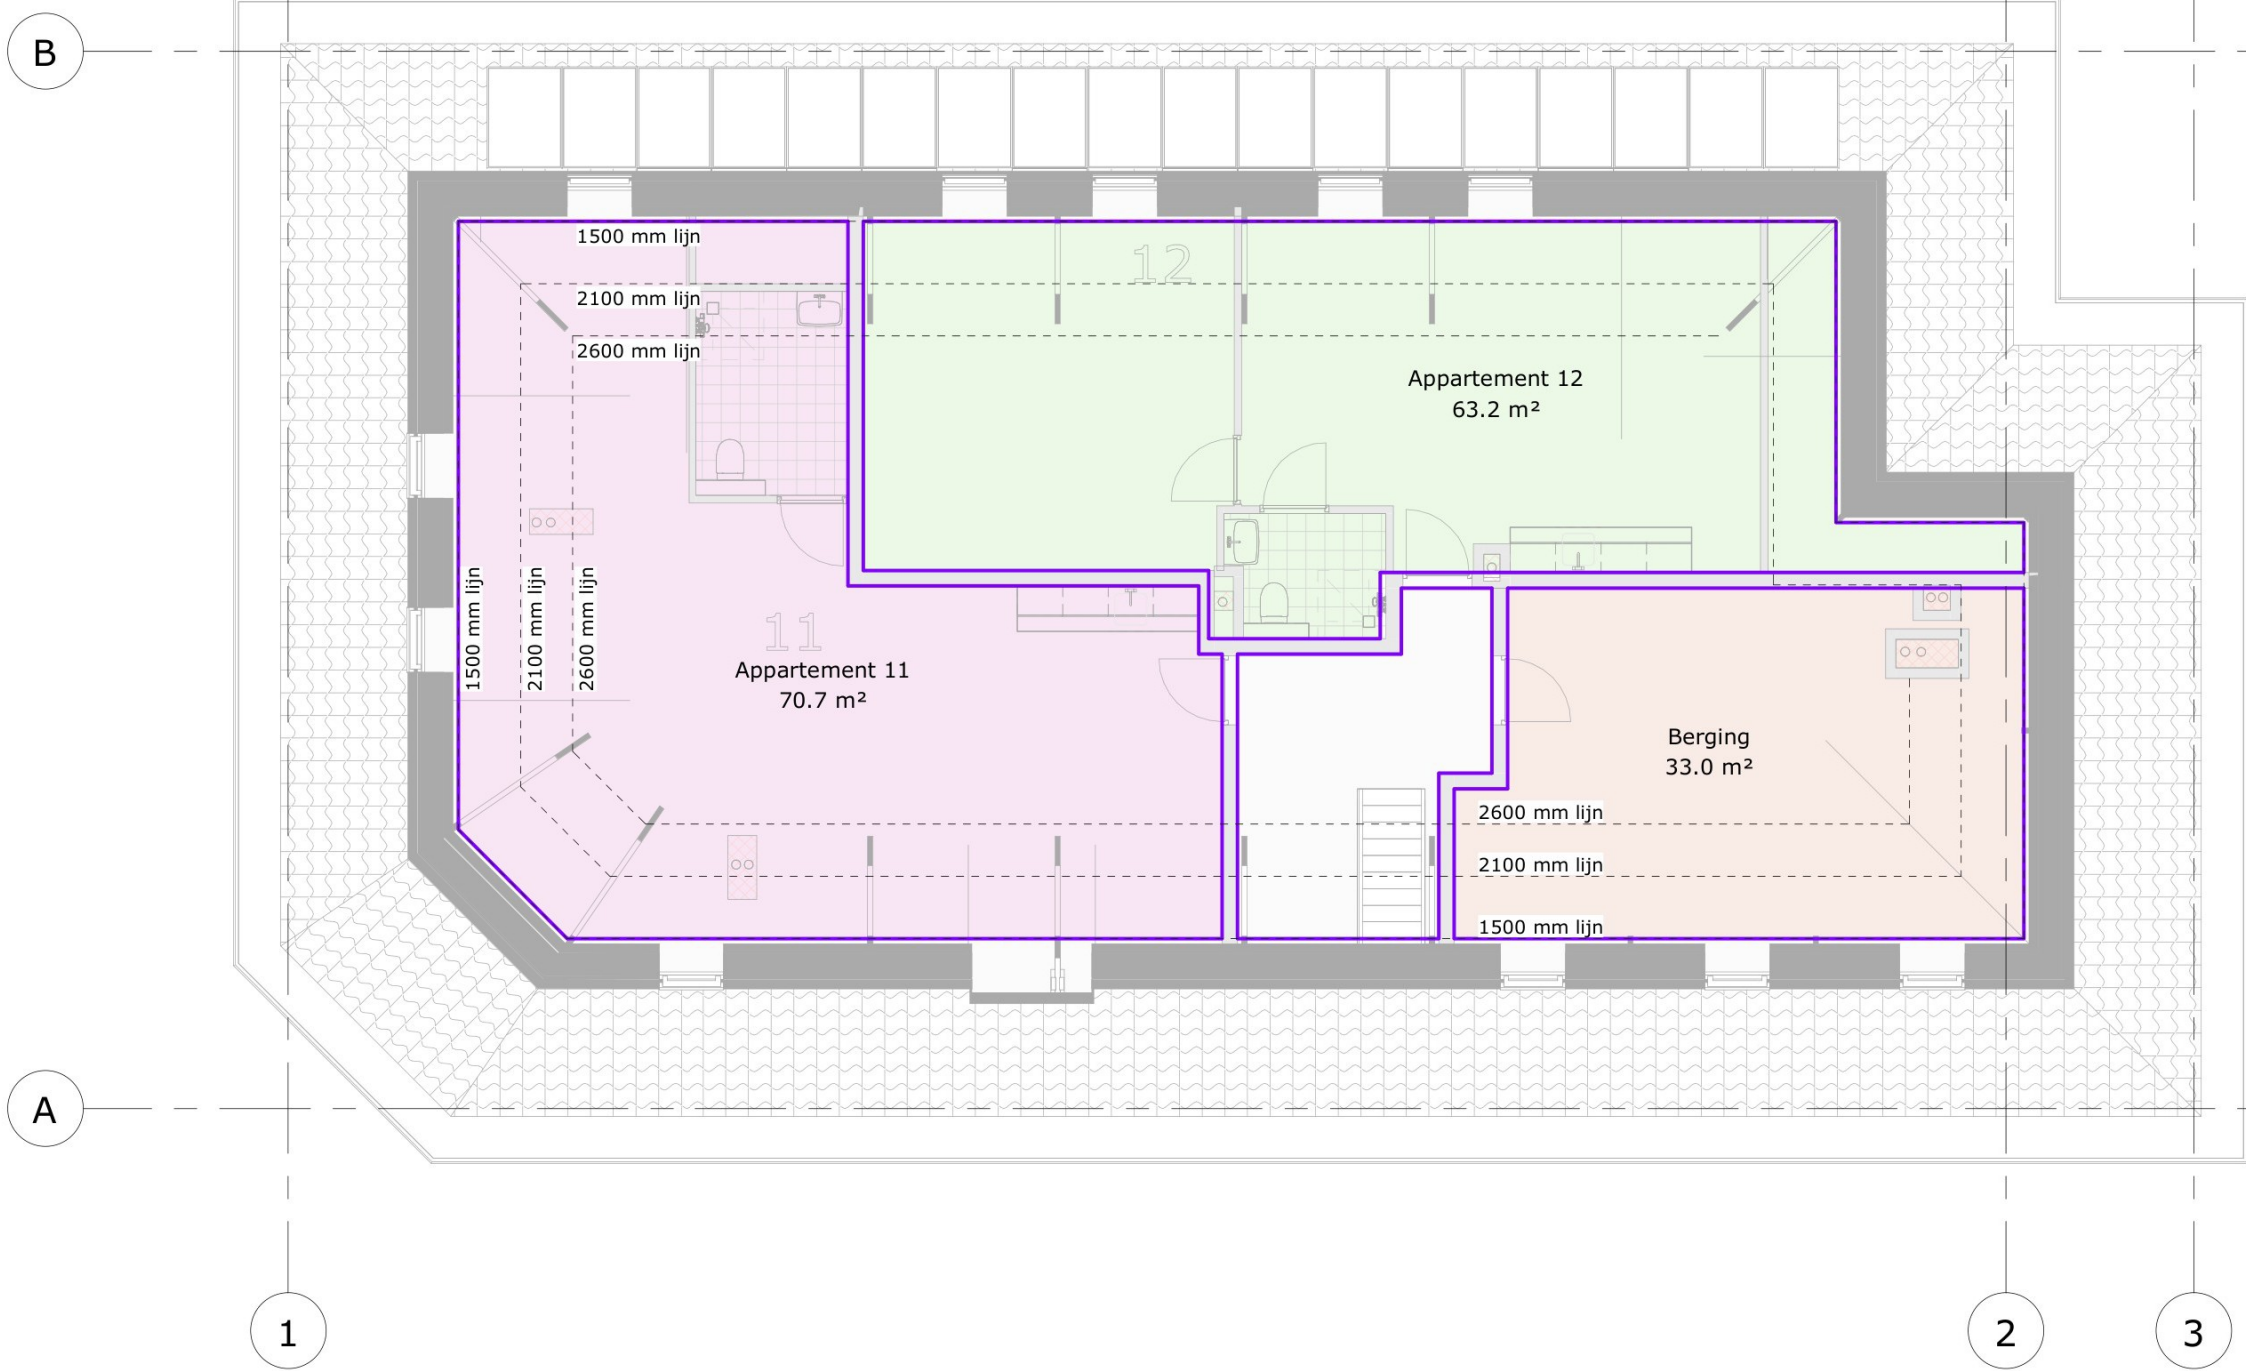 B
1500 mm lijn
12
2100 mm lijn
2600 mm lijn
Appartement 12
63.2 m²
1500 mm lijn
2100 mm lijn
2600 mm lijn
11
Appartement 11
70.7 m²
Berging
33.0 m²
2600 mm lijn
2100 mm lijn
1500 mm lijn
A
1
2
3